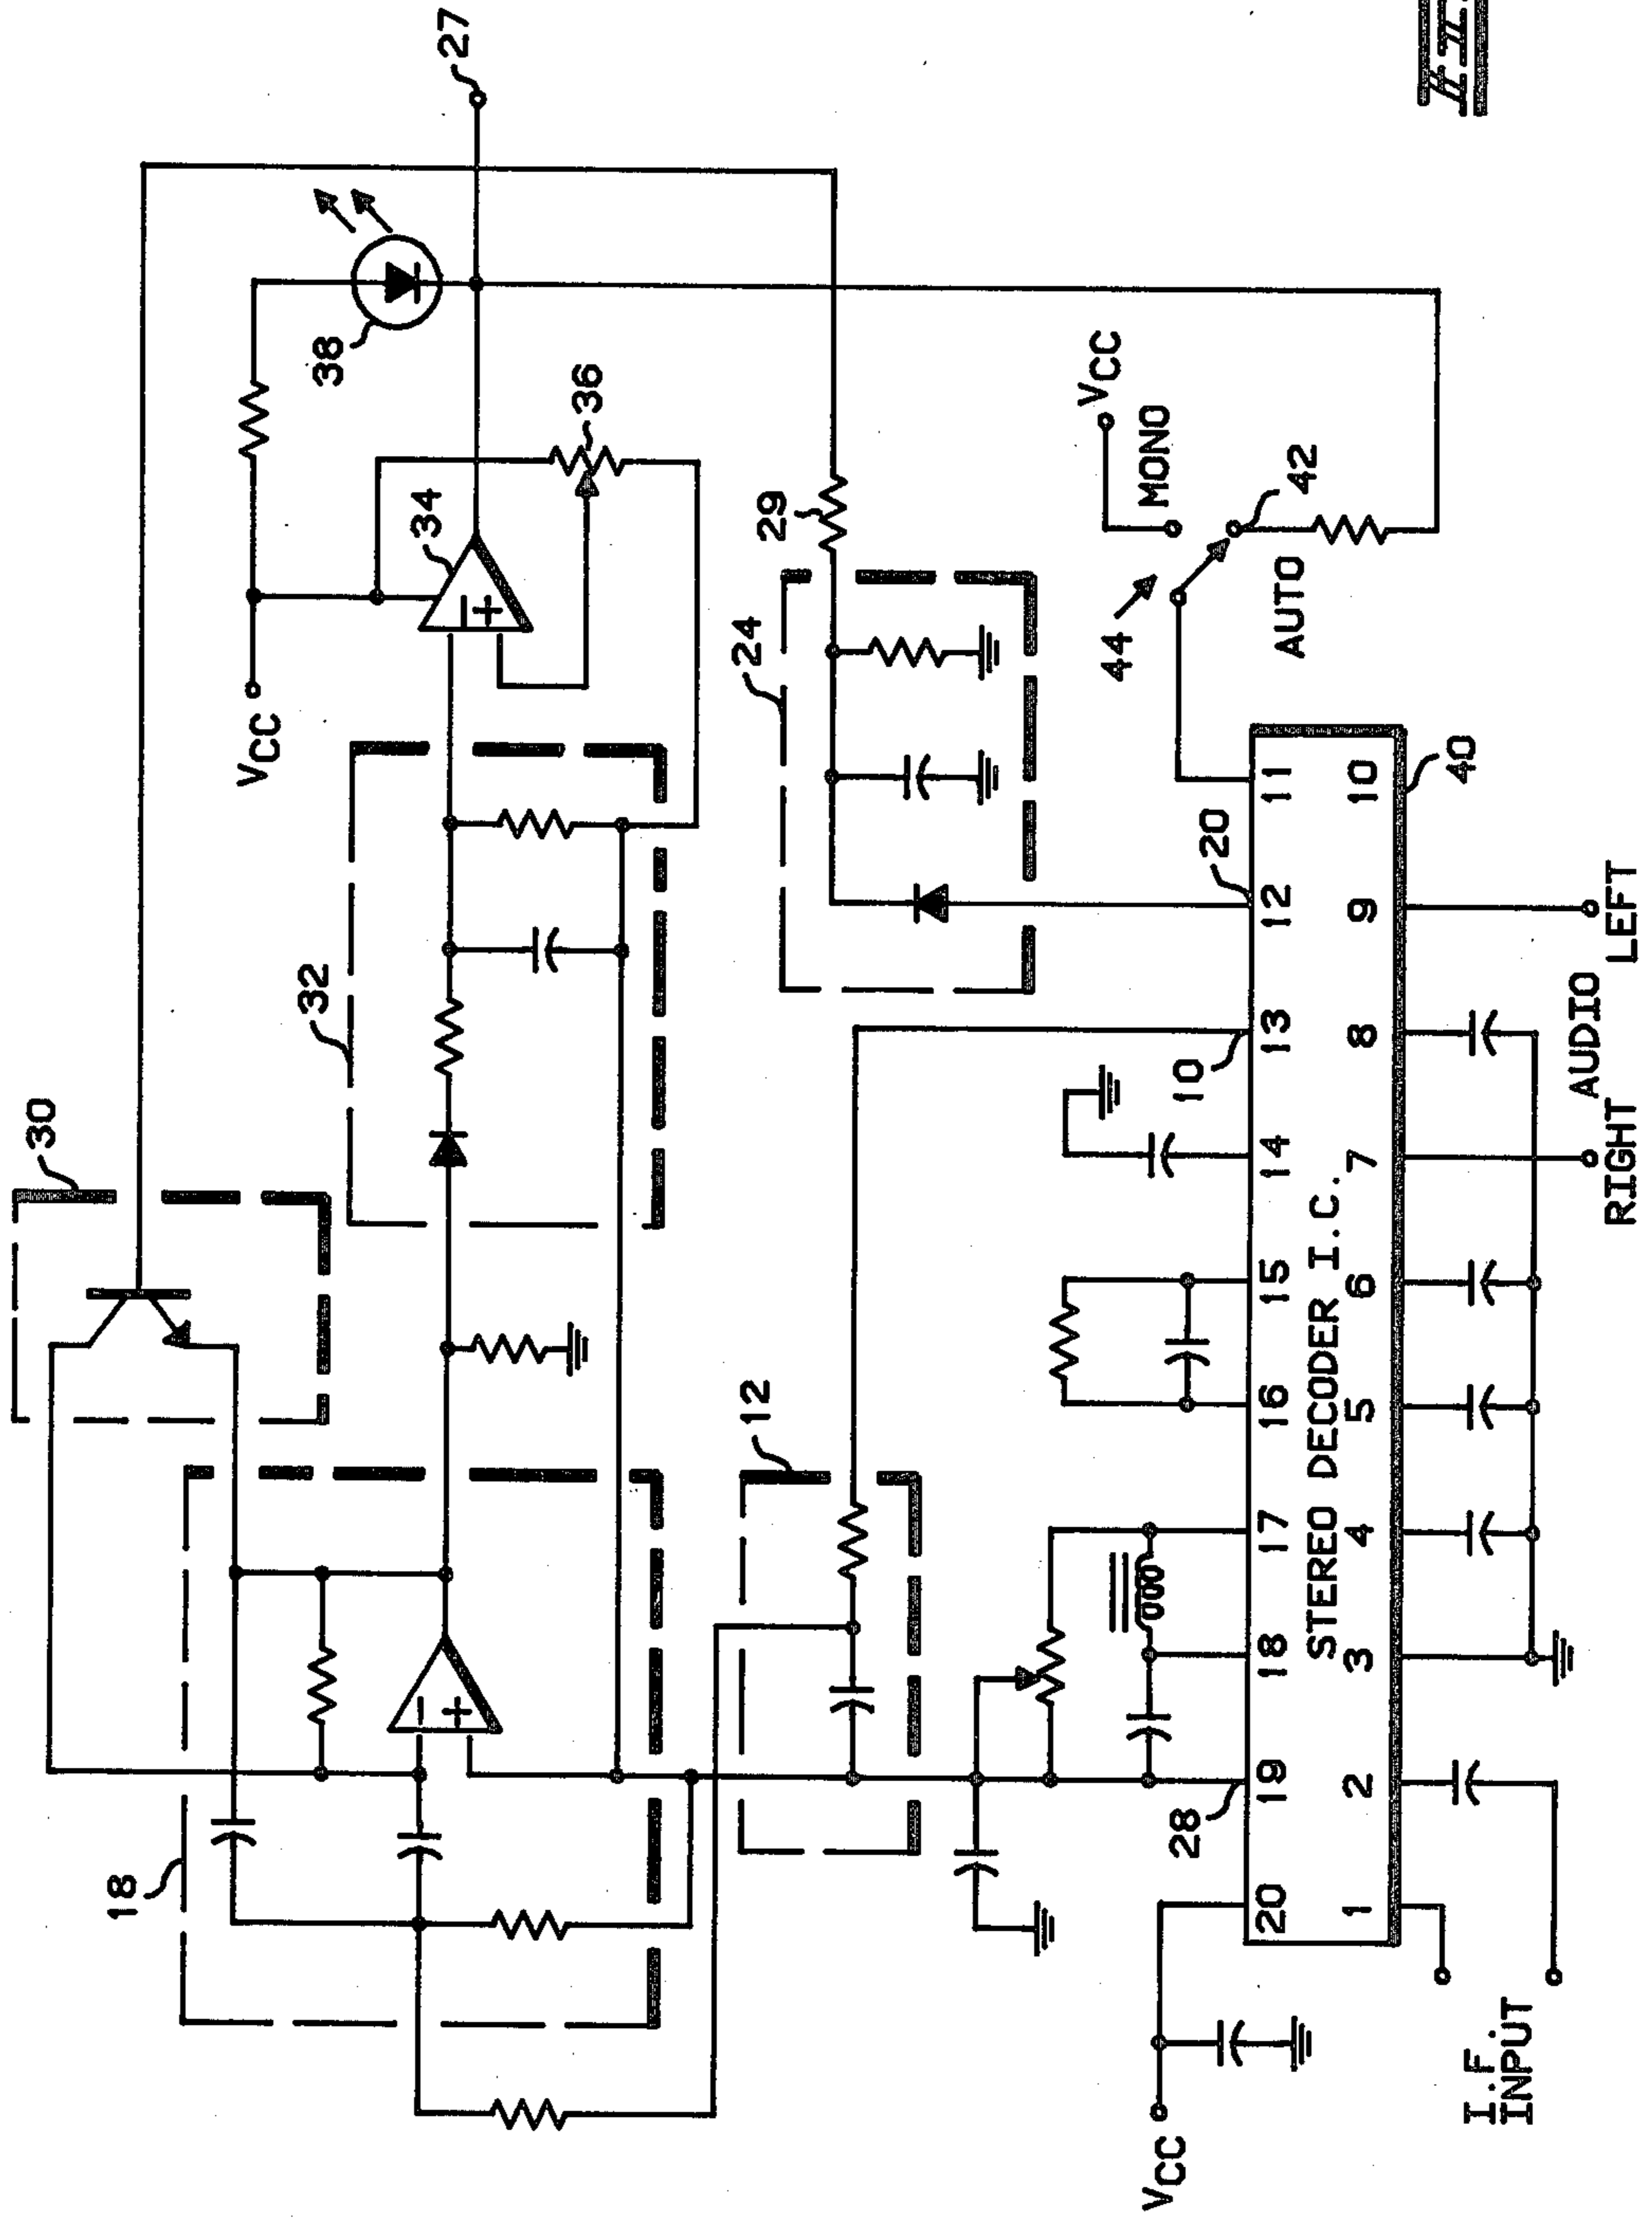 30
18
32
38
VCC
34
27
36
12
24
29
VCC
MONO
44
AUTO
42
VCC
28
10
20
20 19 18 17 16 15 14 13 12 11
STEREO DECODER I.C.
1 2 3 4 5 6 7 8 9 10
40
I.F.
INPUT
AUDIO
RIGHT
LEFT